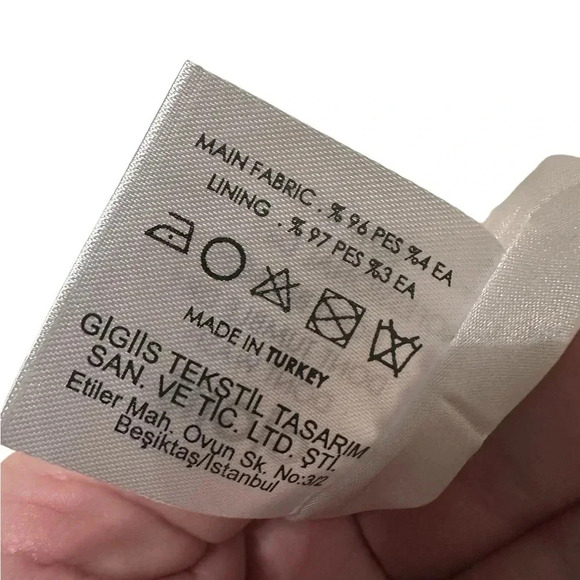 MAIN FABRIC . % 96 PES %4 EA
LINING . % 97 PES %3 EA
MADE IN TURKEY
GIGIIS TEKSTİL TASARIM
SAN. VE TİC. LTD. ŞTİ.
Etiler Mah. Ovun Sk. No:3/2
Beşiktaş/İstanbul